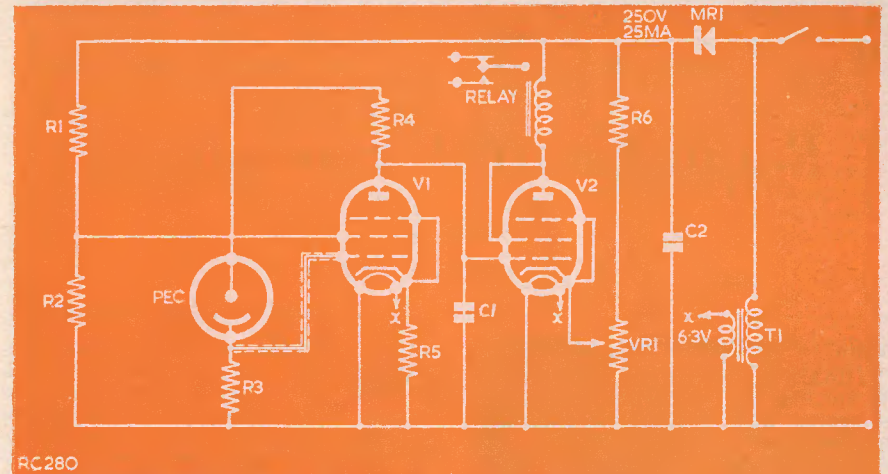 250V
25MA
MR1
RELAY
R1
R4
R6
V1
V2
R2
PEC
C1
C2
X
X
X
6·3V
T1
R5
VR1
R3
RC280